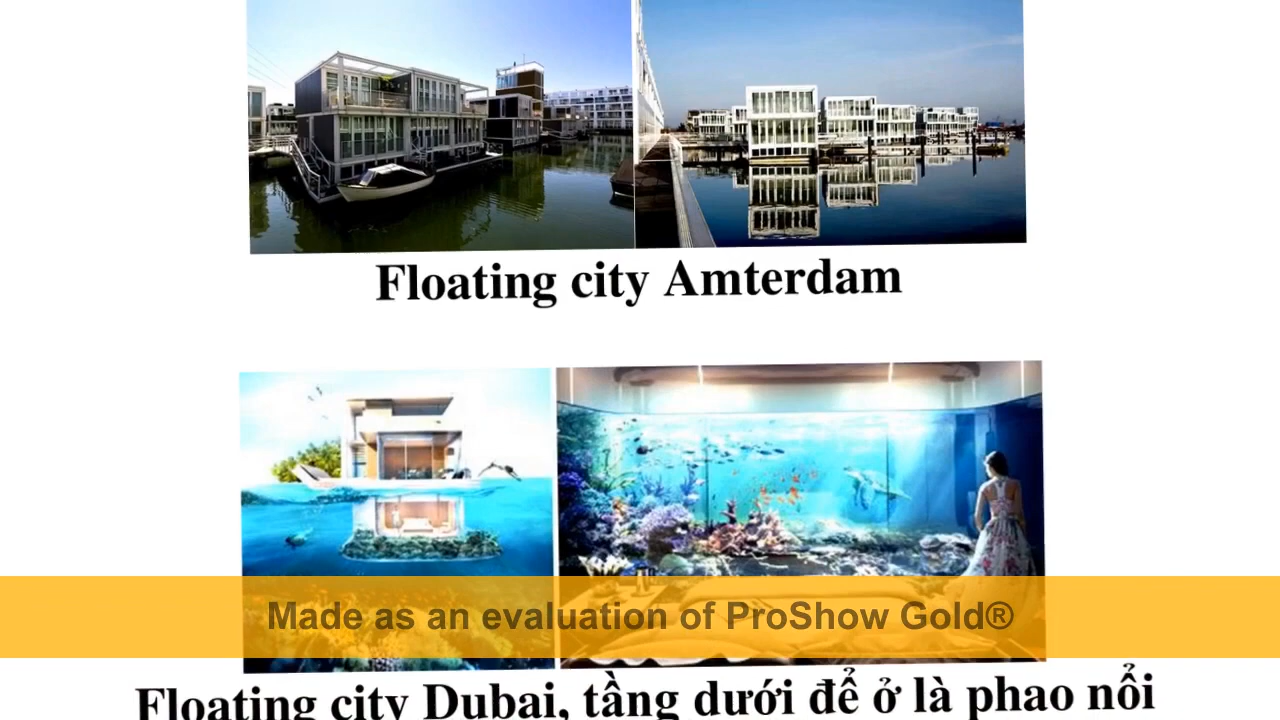 Floating city Amterdam
Made as an evaluation of ProShow Gold®
Floating city Dubai, tầng dưới để ở là phao nổi